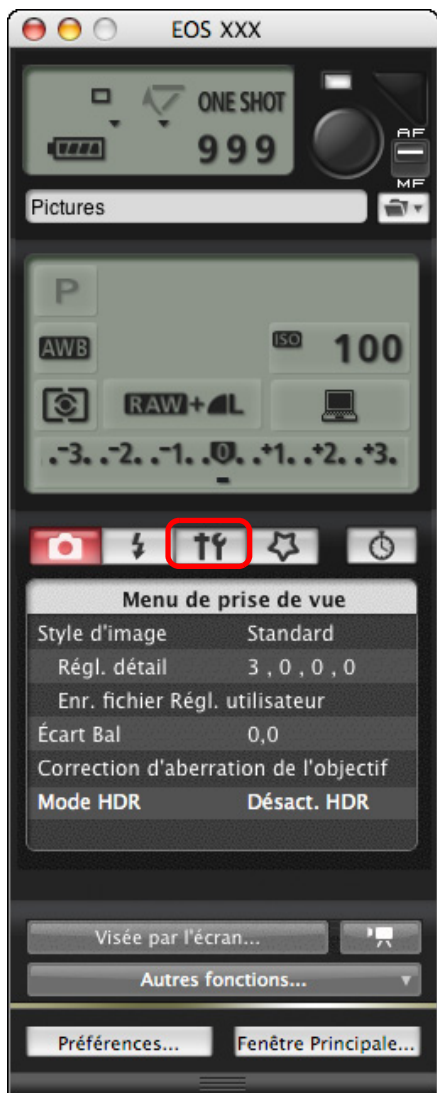 EOS XXX
ONE SHOT
999
AF
MF
Pictures
P
AWB
ISO 100
RAW+L
.-3. .-2. .-1. .0. .+1. .+2. .+3.
Menu de prise de vue
Style d'image Standard
Régl. détail 3 , 0 , 0 , 0
Enr. fichier Régl. utilisateur
Écart Bal 0,0
Correction d'aberration de l'objectif
Mode HDR Désact. HDR
Visée par l'écran...
Autres fonctions...
Préférences... Fenêtre Principale...